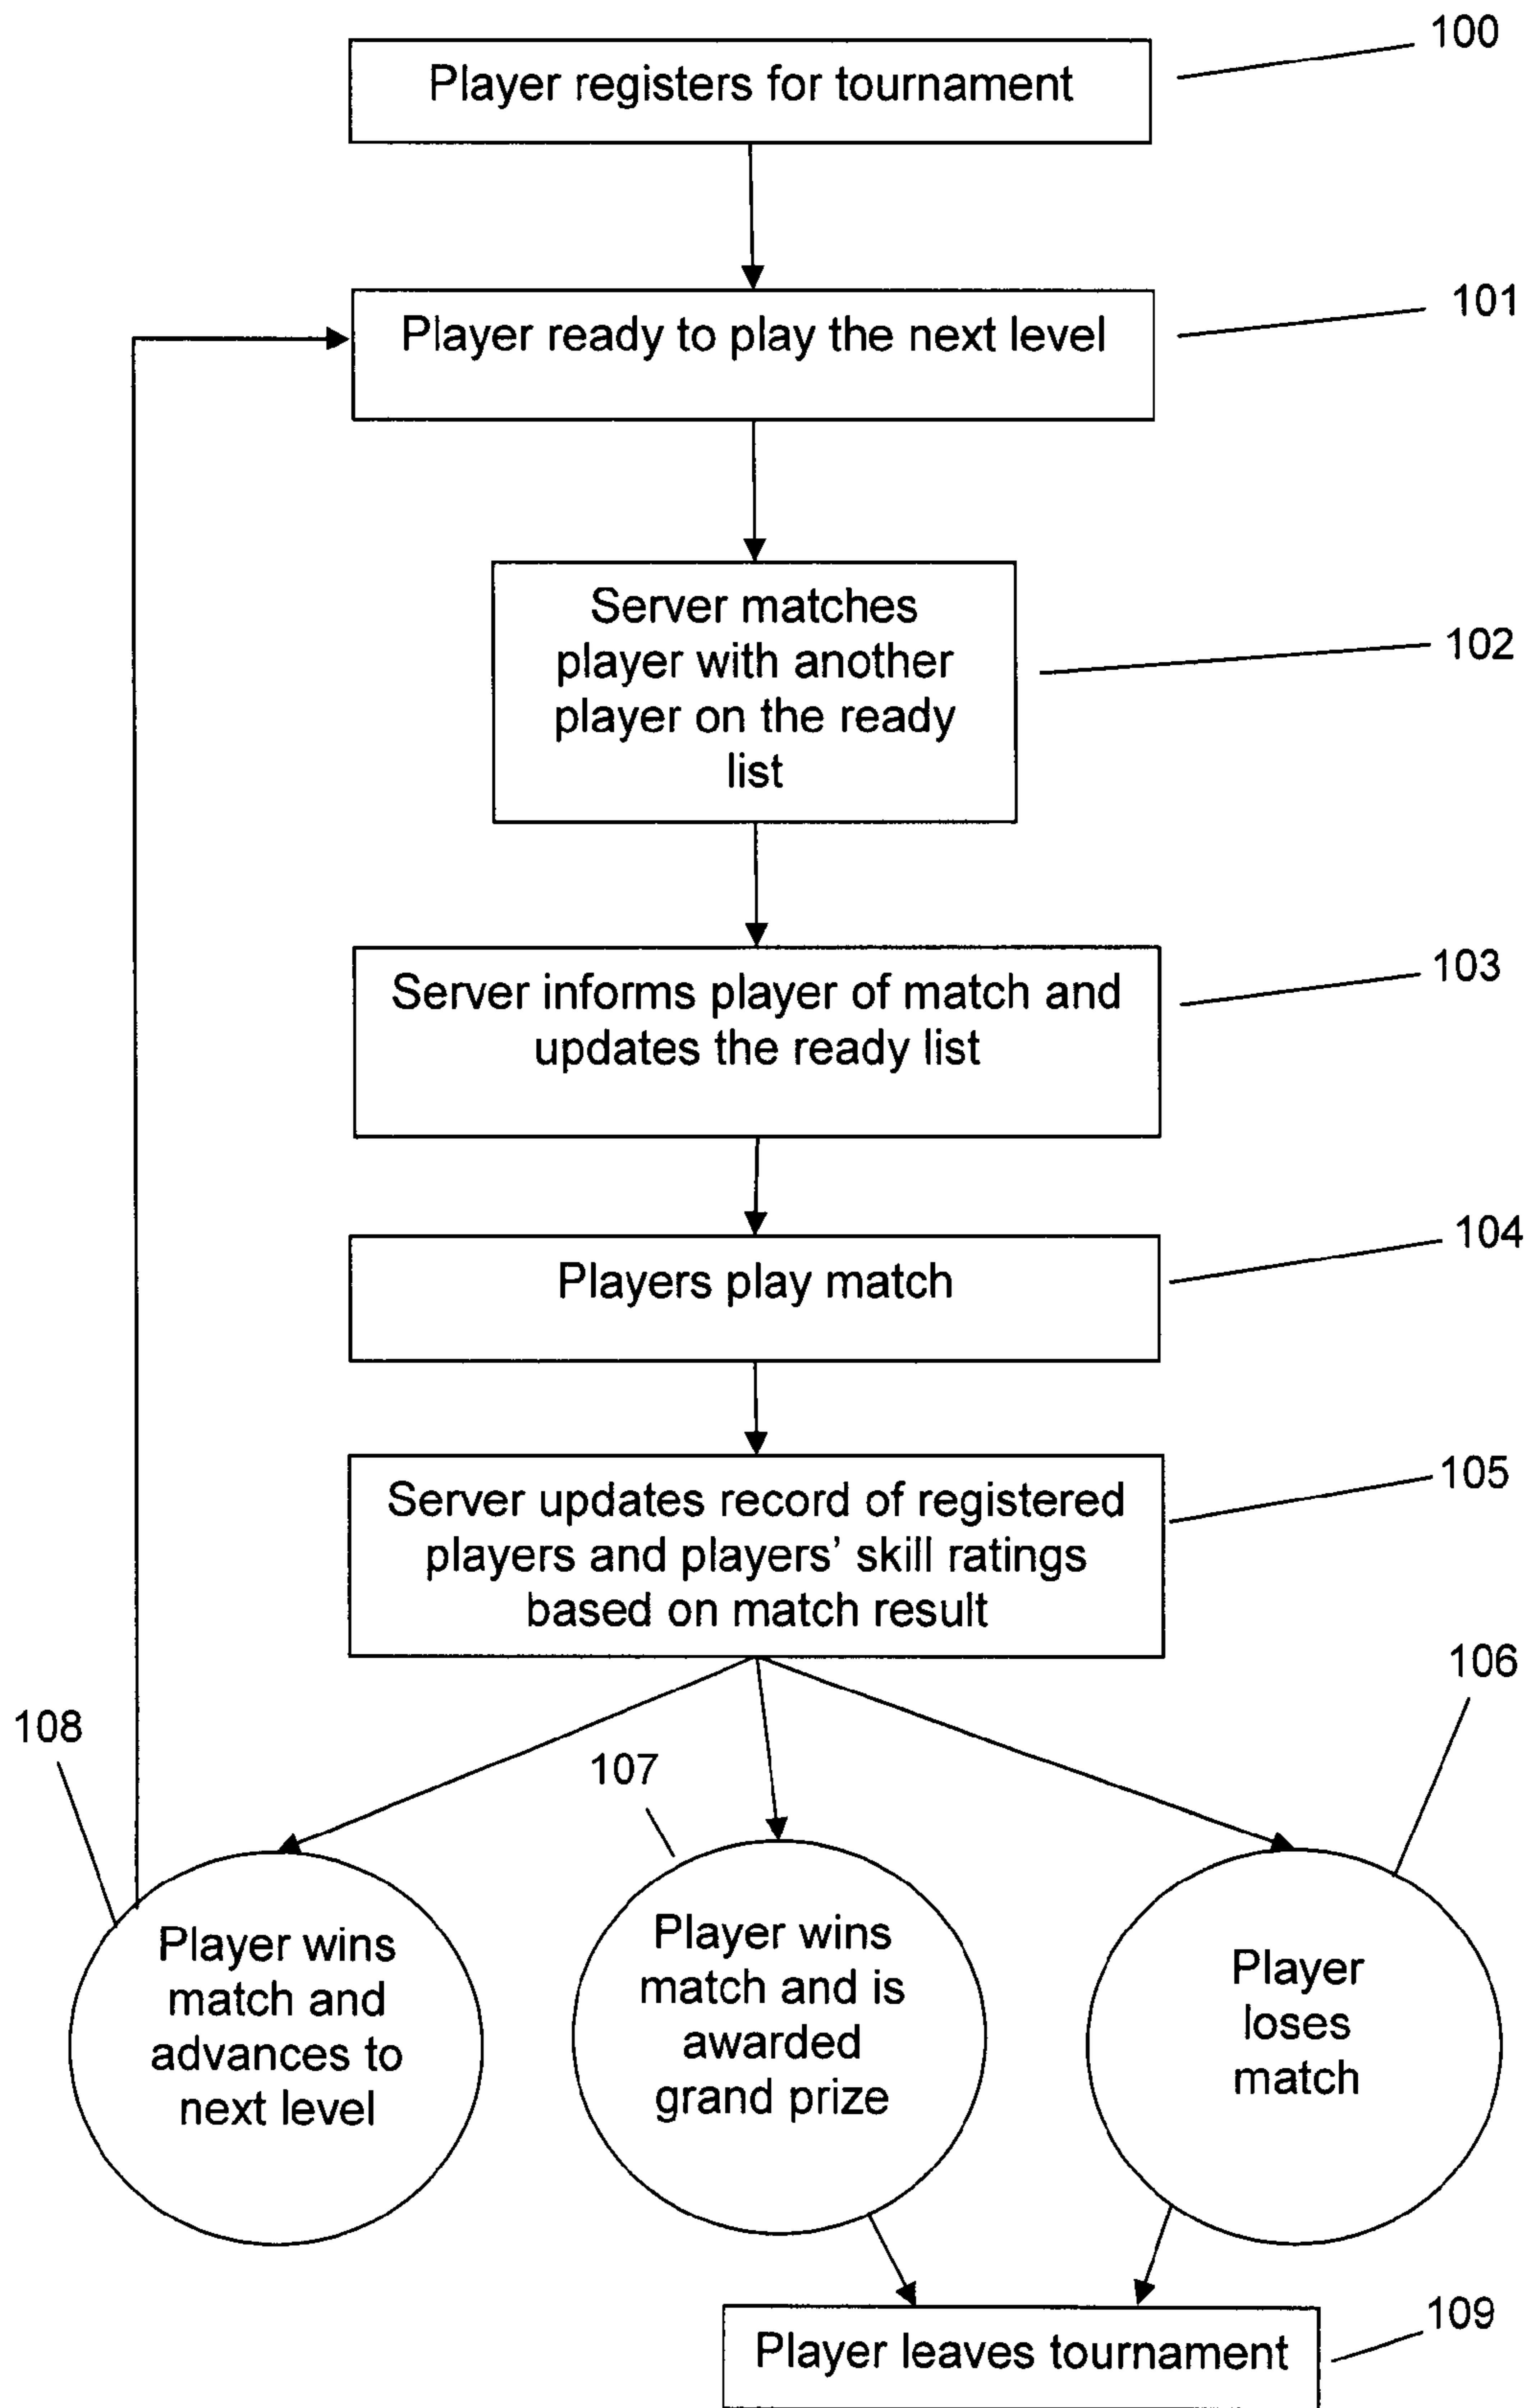 100
Player registers for tournament
101
Player ready to play the next level
Server matches
player with another
player on the ready
list
102
103
Server informs player of match and
updates the ready list
104
Players play match
105
Server updates record of registered
players and players’ skill ratings
based on match result
106
108
107
Player wins
match and
advances to
next level
Player wins
match and is
awarded
grand prize
Player
loses
match
109
Player leaves tournament